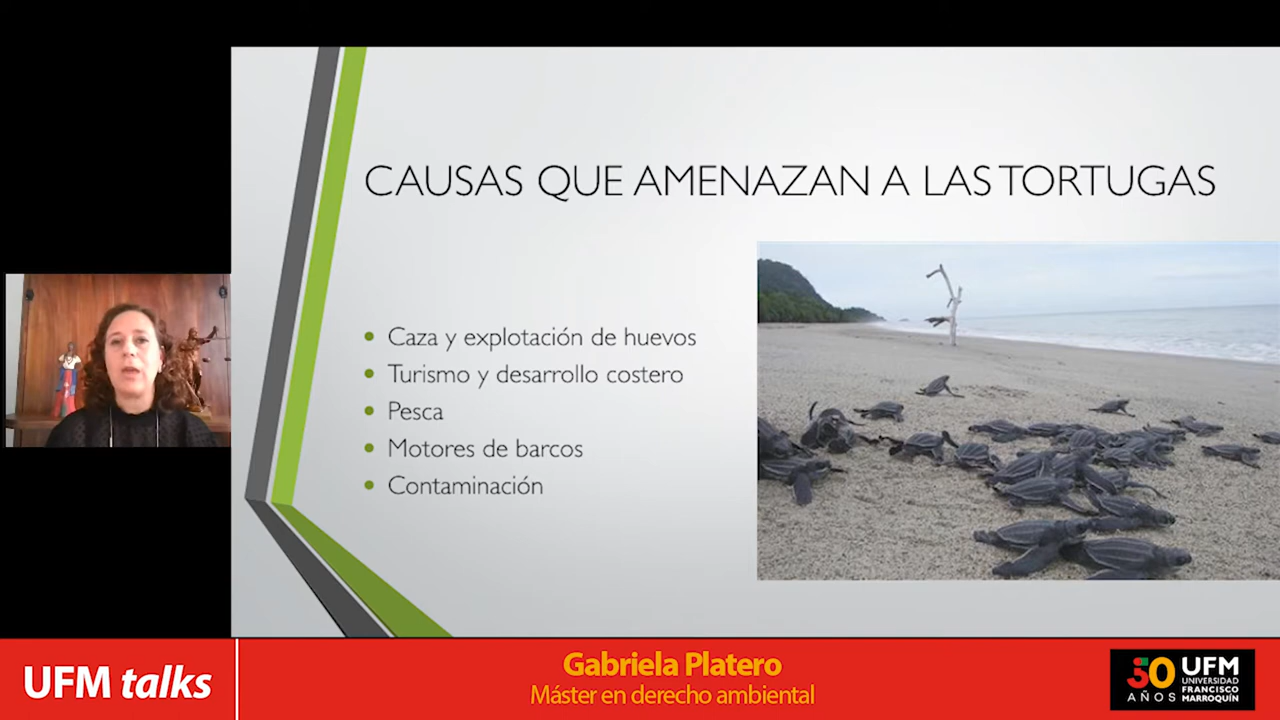 CAUSAS QUE AMENAZAN A LAS TORTUGAS
• Caza y explotación de huevos
• Turismo y desarrollo costero
• Pesca
• Motores de barcos
• Contaminación
UFM talks
Gabriela Platero
Máster en derecho ambiental
50
AÑOS
UFM
UNIVERSIDAD
FRANCISCO
MARROQUÍN